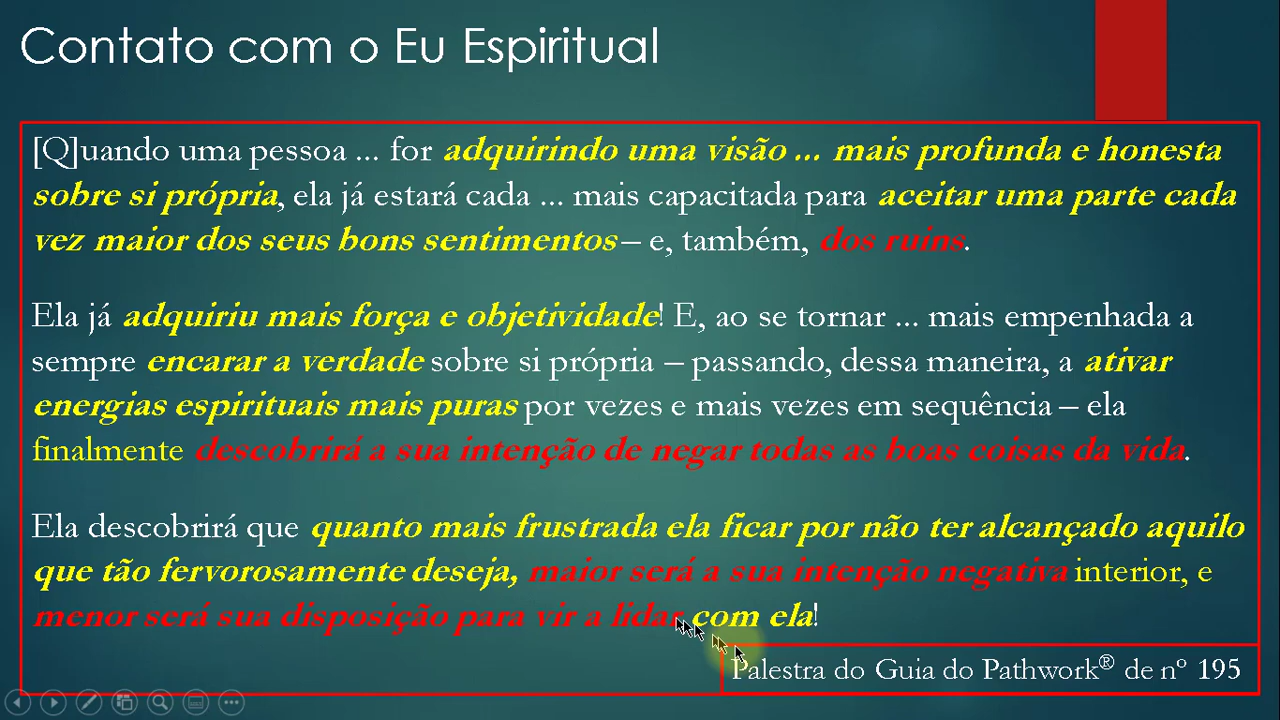 Contato com o Eu Espiritual
[Q]uando uma pessoa ... for adquirindo uma visão ... mais profunda e honesta
sobre si própria, ela já estará cada ... mais capacitada para aceitar uma parte cada
vez maior dos seus bons sentimentos – e, também, dos ruins.
Ela já adquiriu mais força e objetividade! E, ao se tornar ... mais empenhada a
sempre encarar a verdade sobre si própria – passando, dessa maneira, a ativar
energias espirituais mais puras por vezes e mais vezes em sequência – ela
finalmente descobrirá a sua intenção de negar todas as boas coisas da vida.
Ela descobrirá que quanto mais frustrada ela ficar por não ter alcançado aquilo
que tão fervorosamente deseja, maior será a sua intenção negativa interior, e
menor será sua disposição para vir a lidar com ela!
Palestra do Guia do Pathwork® de nº 195